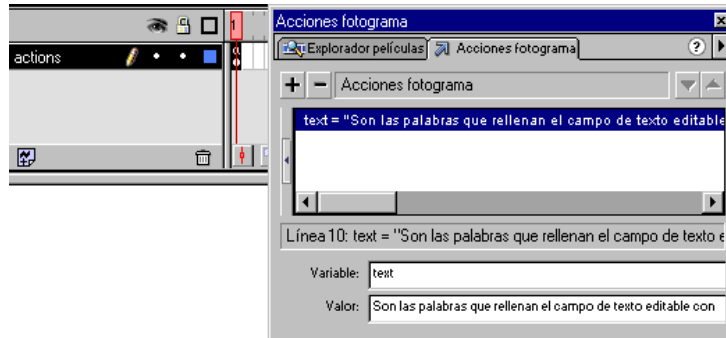 1
actions
Acciones fotograma
Explorador películas
Acciones fotograma
?
Acciones fotograma
text = "Son las palabras que rellenan el campo de texto editable
Línea 10: text = "Son las palabras que rellenan el campo de texto e
Variable: text
Valor: Son las palabras que rellenan el campo de texto editable con